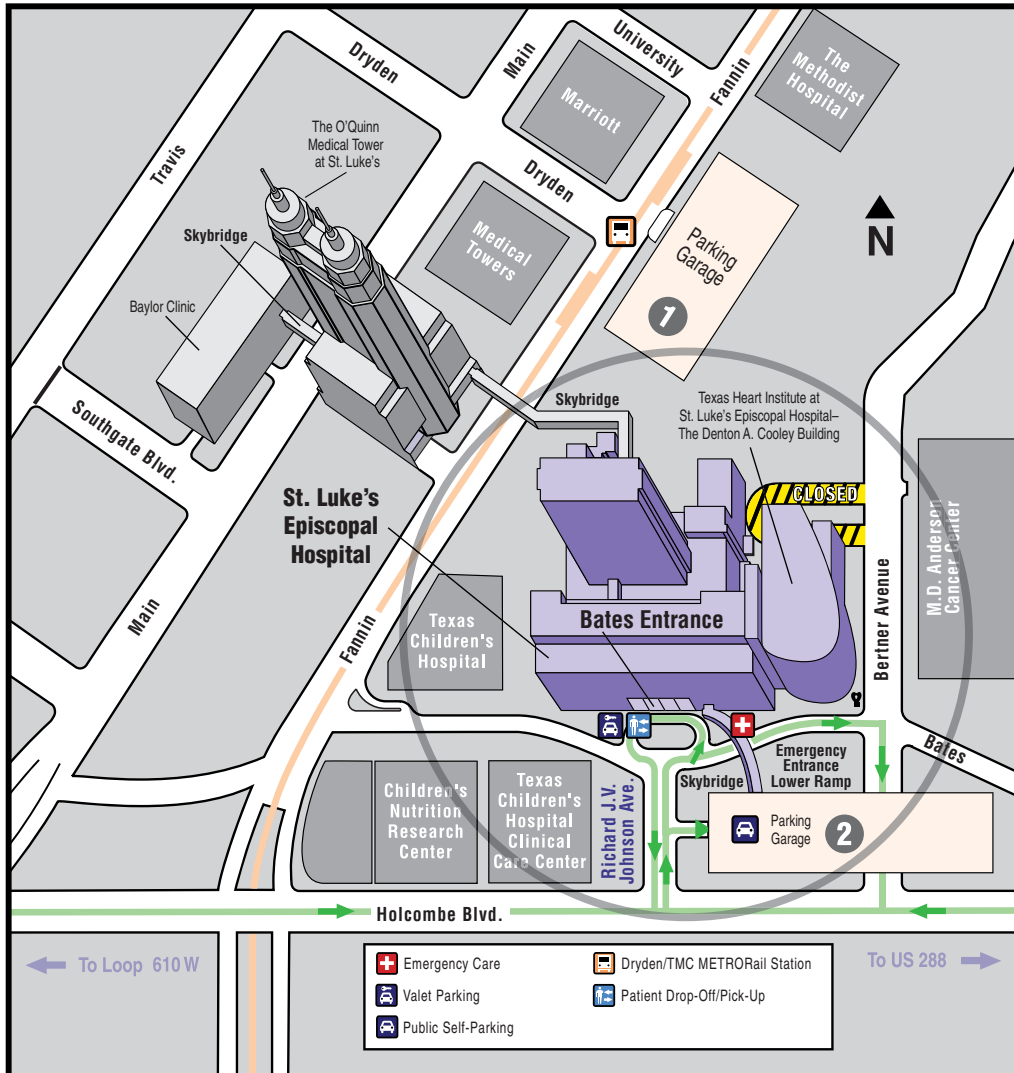 Dryden
Main
University
Fannin
The
Methodist
Hospital
Marriott
The O'Quinn
Medical Tower
at St. Luke's
Travis
Dryden
Skybridge
Medical
Towers
Parking
Garage
1
N
Baylor Clinic
Skybridge
Texas Heart Institute at
St. Luke's Episcopal Hospital–
The Denton A. Cooley Building
Southgate Blvd.
CLOSED
St. Luke's
Episcopal
Hospital
M.D. Anderson
Cancer Center
Main
Fannin
Texas
Children's
Hospital
Bates Entrance
Bertner Avenue
Bates
Emergency
Entrance
Lower Ramp
Skybridge
Children's
Nutrition
Research
Center
Texas
Children's
Hospital
Clinical
Care Center
Richard J.V.
Johnson Ave.
Parking
Garage
2
Holcombe Blvd.
To Loop 610 W
To US 288
Emergency Care
Valet Parking
Public Self-Parking
Dryden/TMC METRORail Station
Patient Drop-Off/Pick-Up